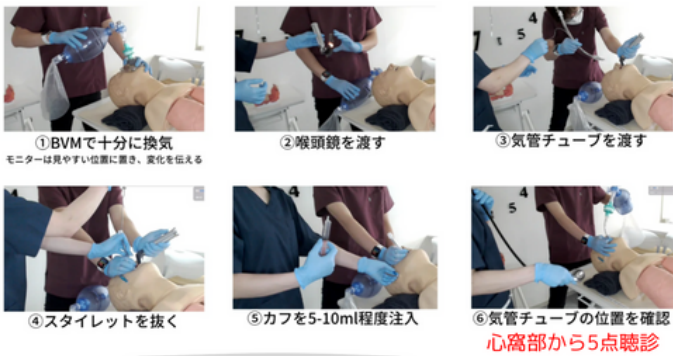 ①BVMで十分に換気
モニターは見やすい位置に置き、変化を伝える
②喉頭鏡を渡す
③気管チューブを渡す
④スタイレットを抜く
⑤カフを5-10ml程度注入
⑥気管チューブの位置を確認
心窩部から5点聴診